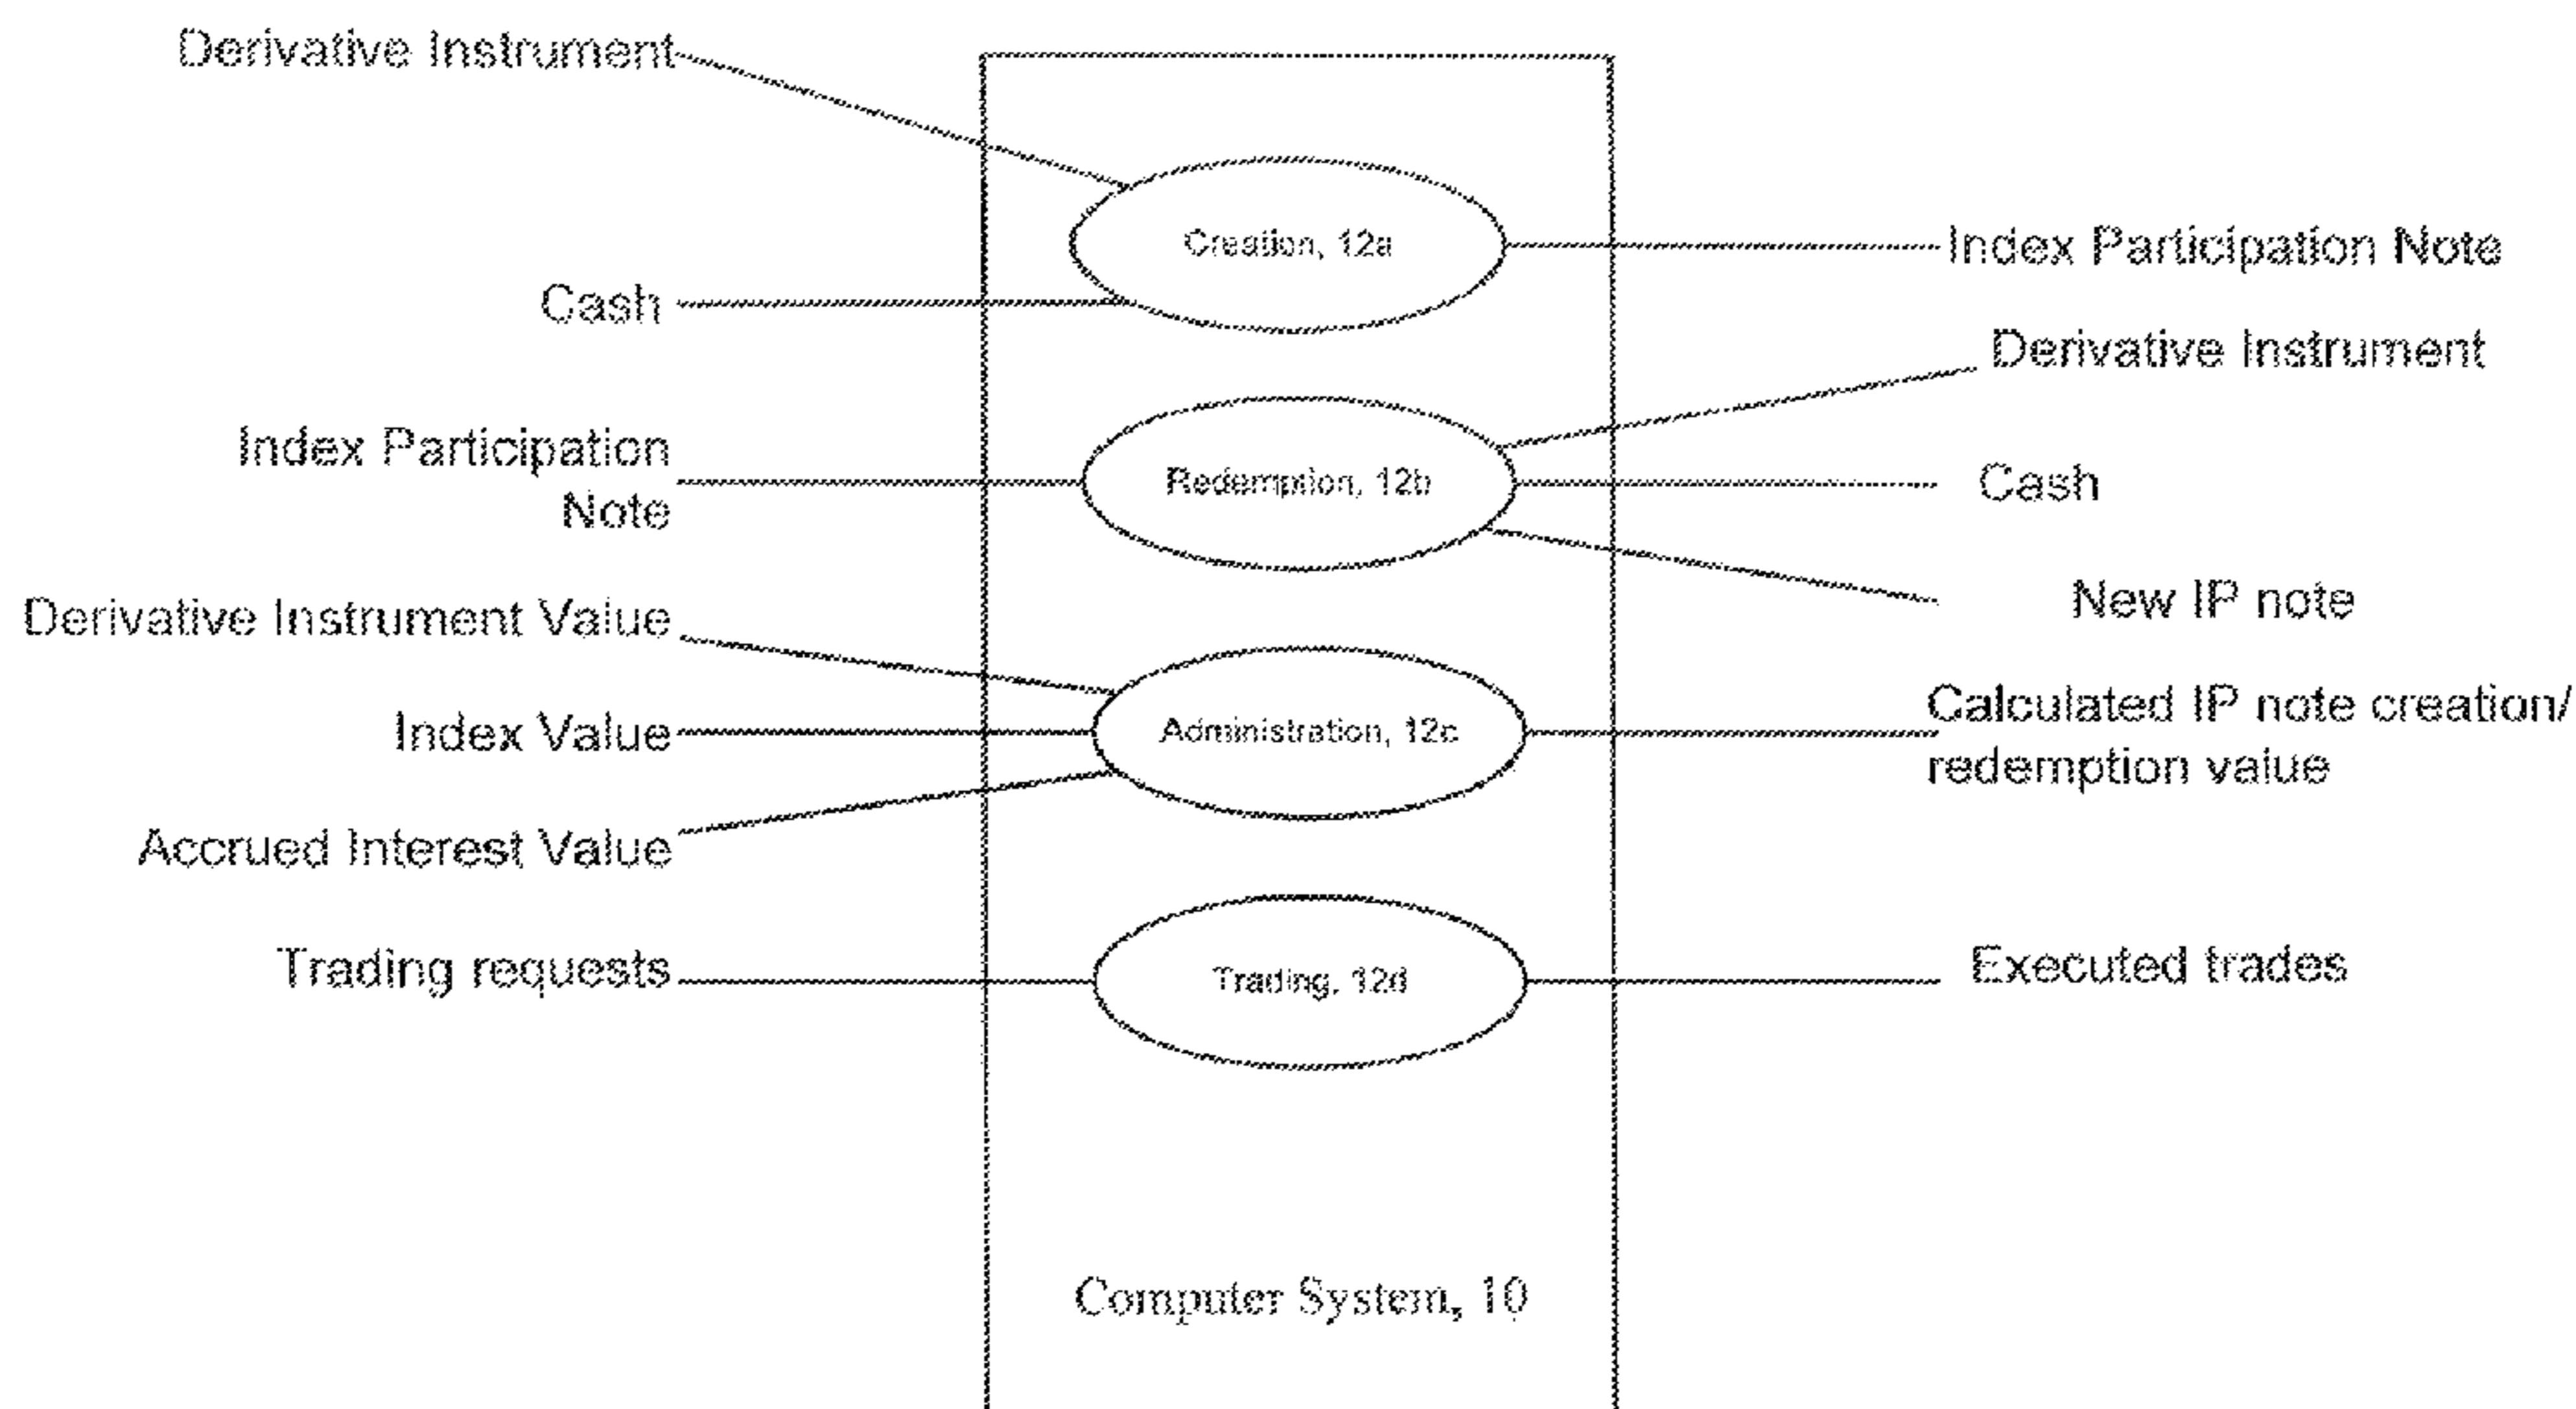 Derivative Instrument
Creation, 12a
Index Participation Note
Cash
Derivative Instrument
Index Participation
Note
Redemption, 12b
Cash
New IP note
Derivative Instrument Value
Index Value
Accrued Interest Value
Administration, 12c
Calculated IP note creation/
redemption value
Trading requests
Trading, 12d
Executed trades
Computer System, 10